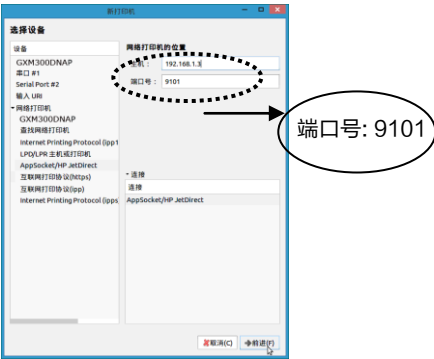 新打印机
选择设备
设备
GXM300DNAP
串口 #1
Serial Port #2
输入 URI
网络打印机
GXM300DNAP
查找网络打印机
Internet Printing Protocol (ipp1
LPD/LPR 主机或打印机
AppSocket/HP JetDirect
互联网打印协议(https)
互联网打印协议(ipp)
Internet Printing Protocol (ipps
网络打印机的位置
主机： 192.168.1.3
端口号： 9101
连接
连接
AppSocket/HP JetDirect
取消(C)
前进(F)
端口号: 9101